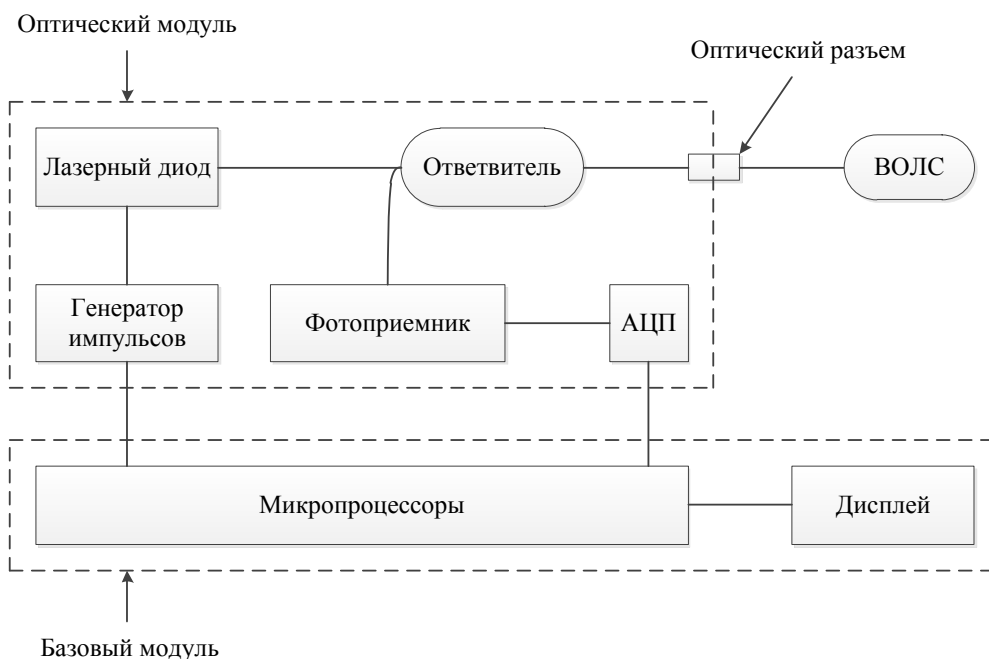 Оптический модуль
Оптический разъем
Лазерный диод
Ответвитель
ВОЛС
Генератор
импульсов
Фотоприемник
АЦП
Микропроцессоры
Дисплей
Базовый модуль